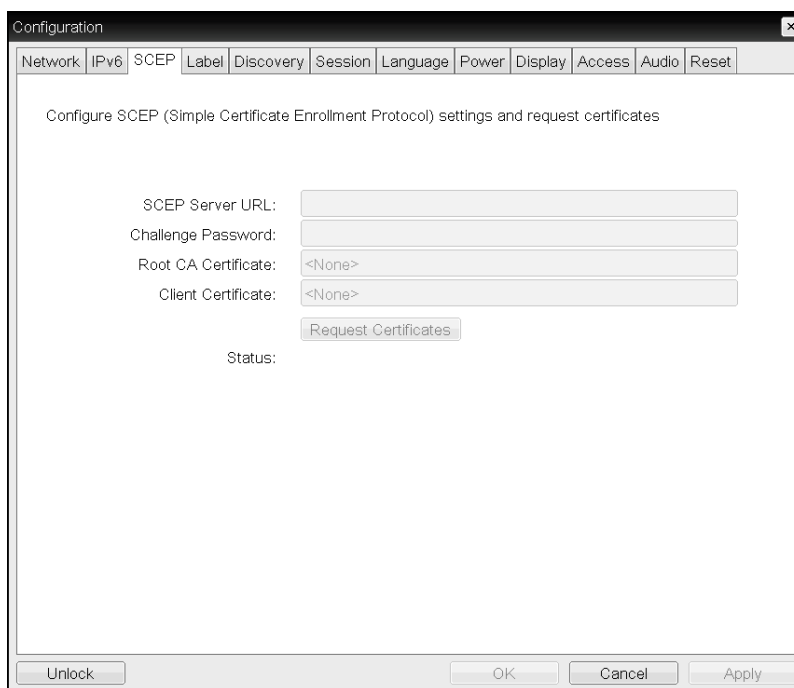 Configuration
Network IPv6 SCEP Label Discovery Session Language Power Display Access Audio Reset
Configure SCEP (Simple Certificate Enrollment Protocol) settings and request certificates
SCEP Server URL:
Challenge Password:
Root CA Certificate: <None>
Client Certificate: <None>
Request Certificates
Status:
Unlock OK Cancel Apply